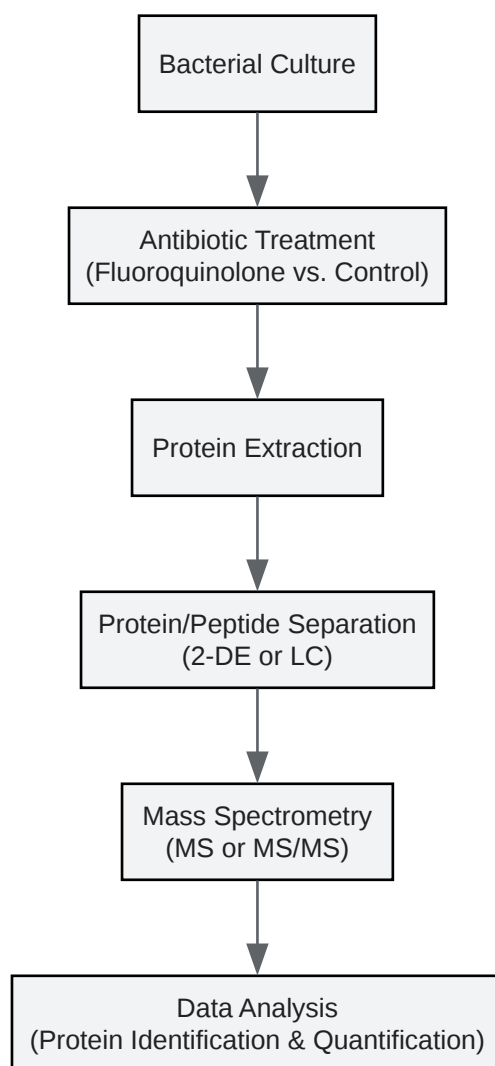 Bacterial Culture
Antibiotic Treatment
(Fluoroquinolone vs. Control)
Protein Extraction
Protein/Peptide Separation
(2-DE or LC)
Mass Spectrometry
(MS or MS/MS)
Data Analysis
(Protein Identification & Quantification)